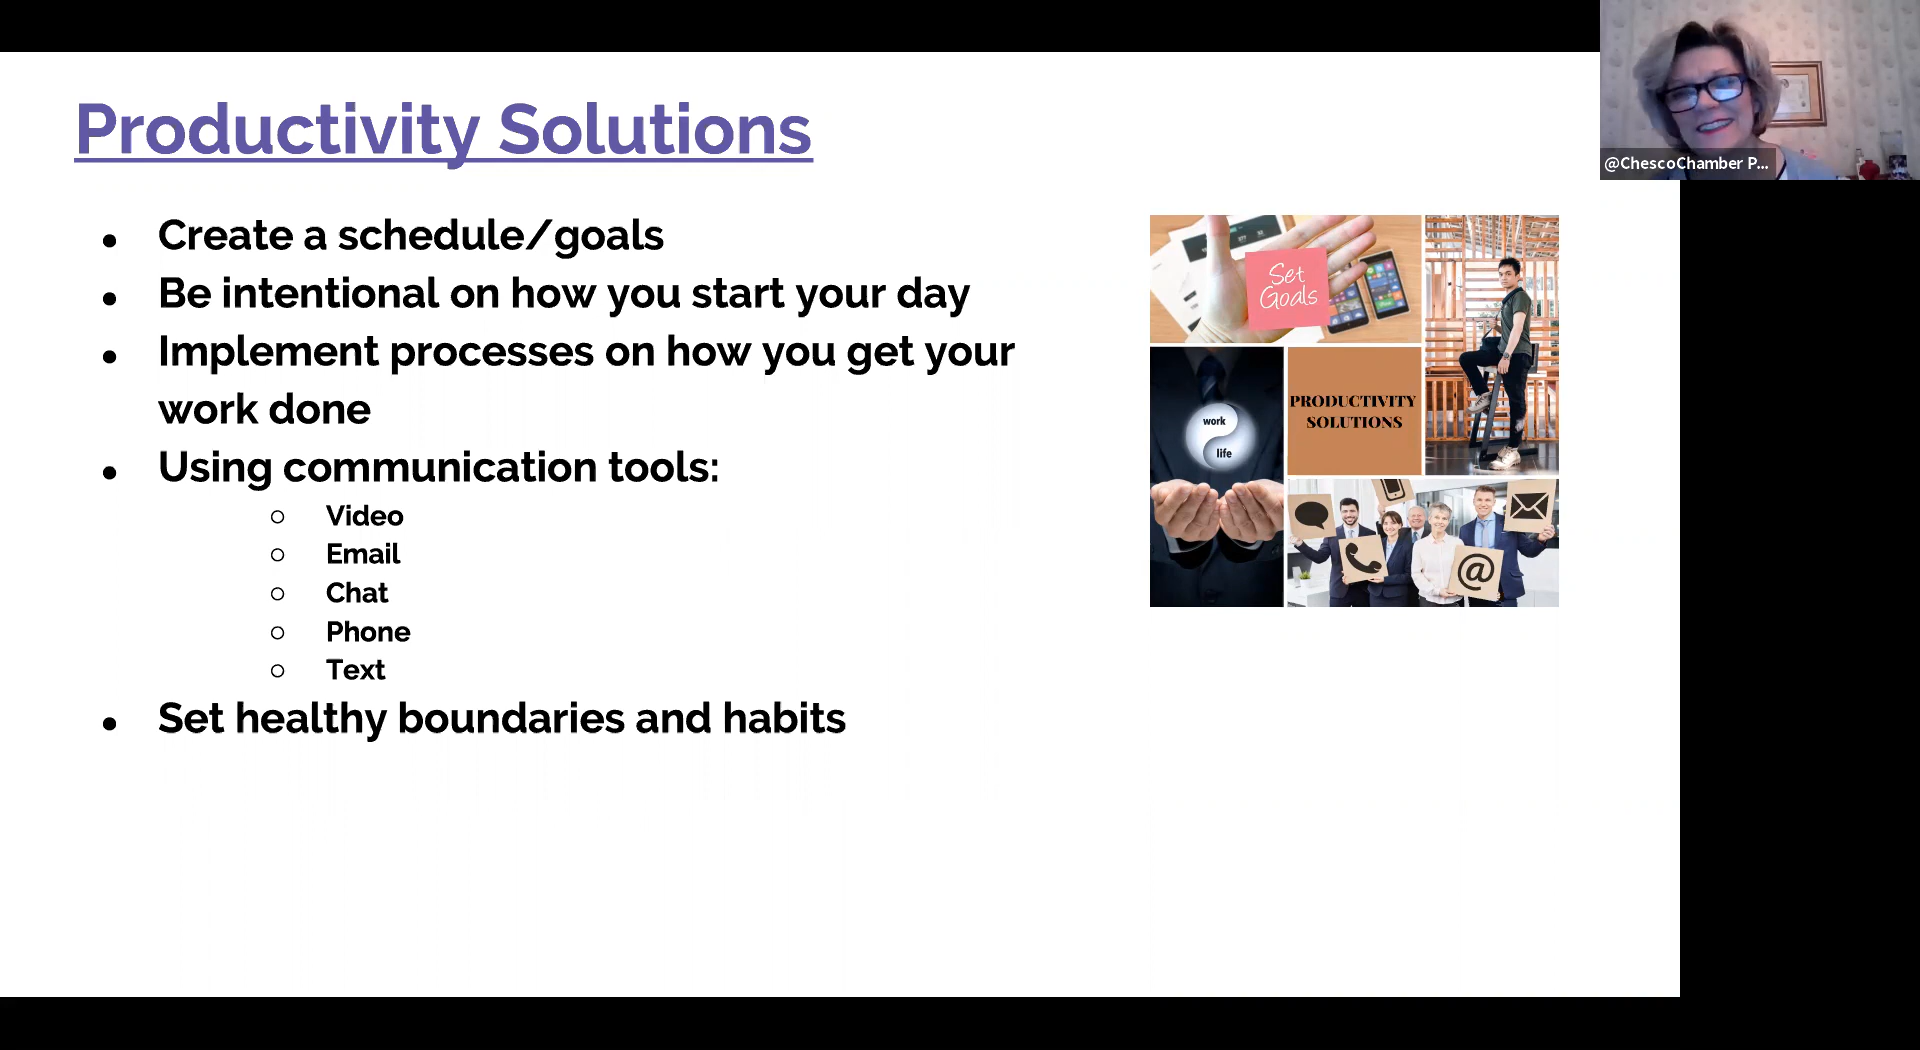 Productivity Solutions
@ChescoChamber P...
● Create a schedule/goals
● Be intentional on how you start your day
● Implement processes on how you get your
work done
● Using communication tools:
○ Video
○ Email
○ Chat
○ Phone
○ Text
● Set healthy boundaries and habits
Set
Goals
work
life
PRODUCTIVITY
SOLUTIONS
@